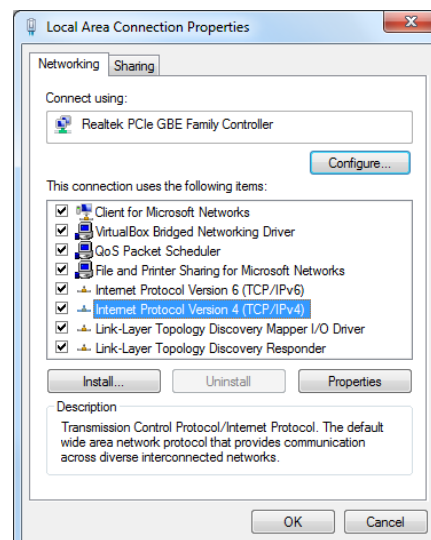 Local Area Connection Properties
Networking Sharing
Connect using:
Realtek PCIe GBE Family Controller
Configure...
This connection uses the following items:
Client for Microsoft Networks
VirtualBox Bridged Networking Driver
QoS Packet Scheduler
File and Printer Sharing for Microsoft Networks
Internet Protocol Version 6 (TCP/IPv6)
Internet Protocol Version 4 (TCP/IPv4)
Link-Layer Topology Discovery Mapper I/O Driver
Link-Layer Topology Discovery Responder
Install... Uninstall Properties
Description
Transmission Control Protocol/Internet Protocol. The default
wide area network protocol that provides communication
across diverse interconnected networks.
OK Cancel